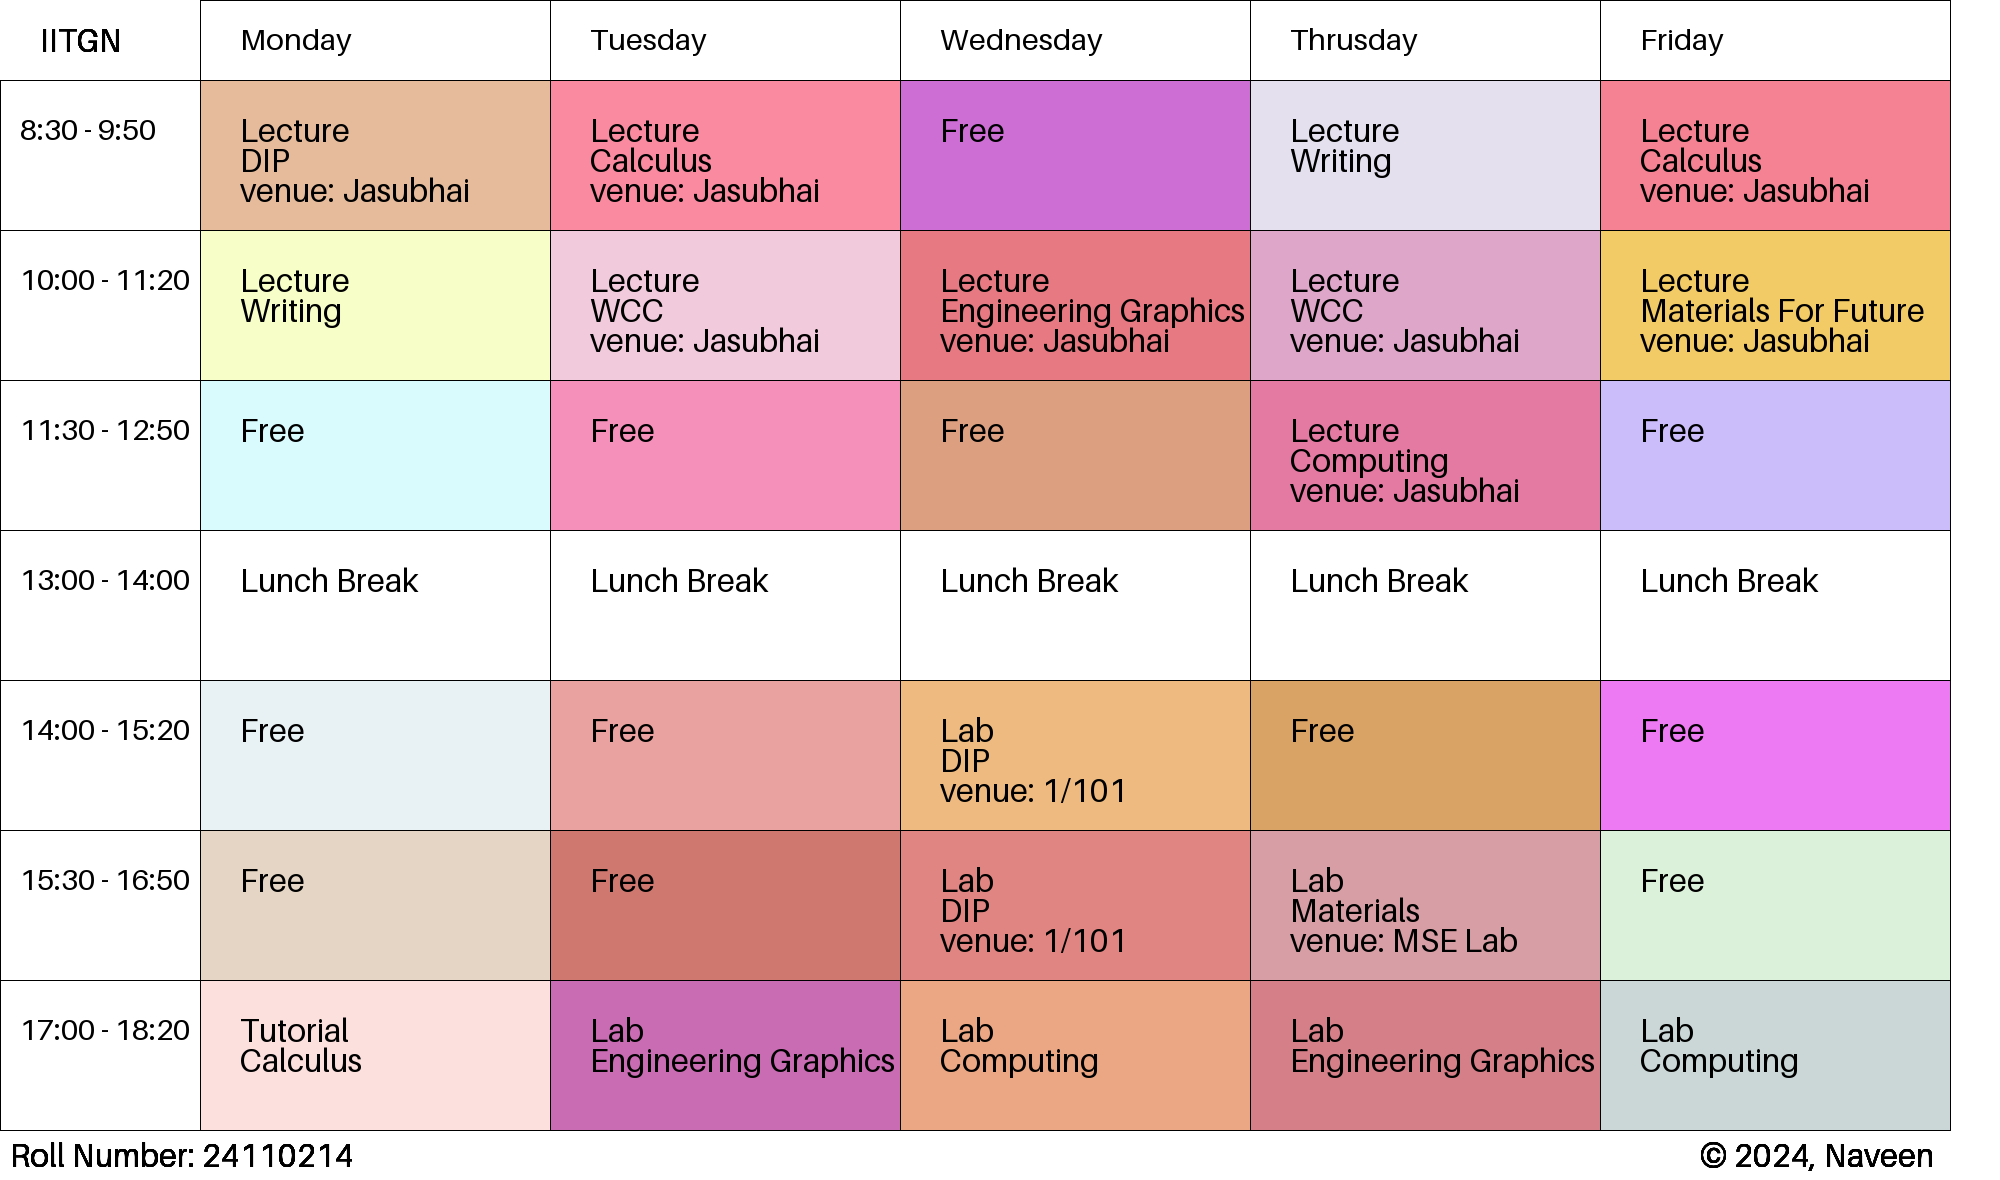 IITGN
Monday
Tuesday
Wednesday
Thrusday
Friday
8:30 - 9:50
Lecture
DIP
venue: Jasubhai
Lecture
Calculus
venue: Jasubhai
Free
Lecture
Writing
Lecture
Calculus
venue: Jasubhai
10:00 - 11:20
Lecture
Writing
Lecture
WCC
venue: Jasubhai
Lecture
Engineering Graphics
venue: Jasubhai
Lecture
WCC
venue: Jasubhai
Lecture
Materials For Future
venue: Jasubhai
11:30 - 12:50
Free
Free
Free
Lecture
Computing
venue: Jasubhai
Free
13:00 - 14:00
Lunch Break
Lunch Break
Lunch Break
Lunch Break
Lunch Break
14:00 - 15:20
Free
Free
Lab
DIP
venue: 1/101
Free
Free
15:30 - 16:50
Free
Free
Lab
DIP
venue: 1/101
Lab
Materials
venue: MSE Lab
Free
17:00 - 18:20
Tutorial
Calculus
Lab
Engineering Graphics
Lab
Computing
Lab
Engineering Graphics
Lab
Computing
Roll Number: 24110214
© 2024, Naveen